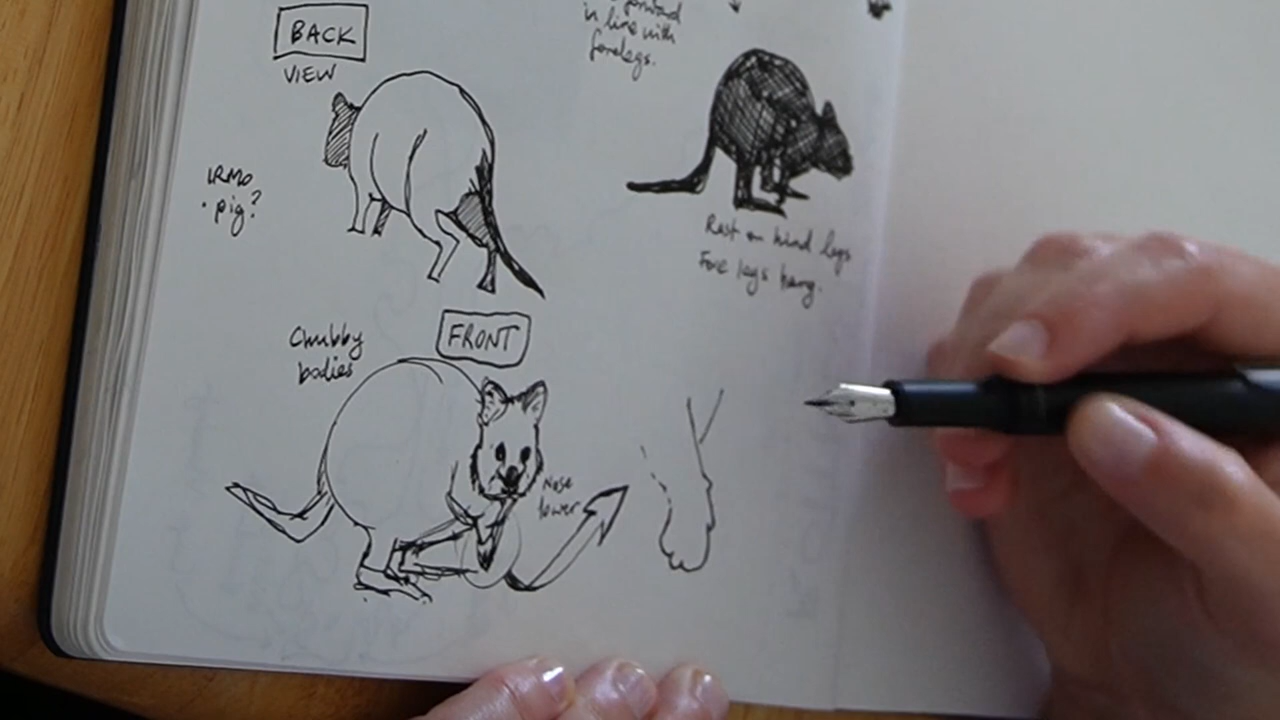 BACK
VIEW
forward
in line with
forelegs.
pig?
Rest on hind legs
Fore legs hang.
FRONT
Chubby
bodies
Nose
lower